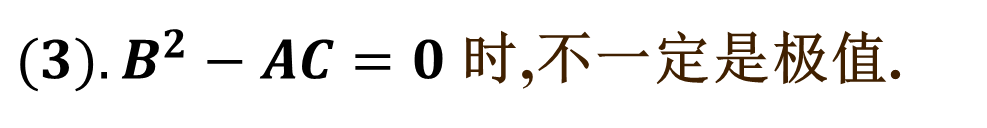 (3). B² − AC = 0 时,不一定是极值.